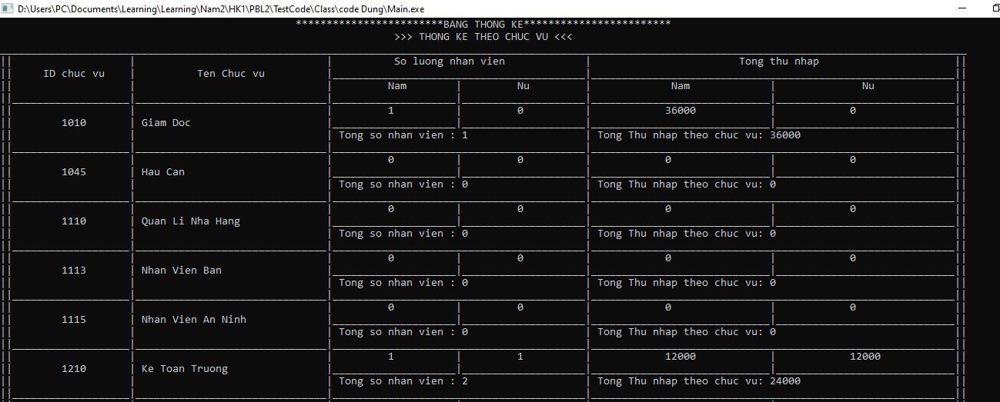 D:\Users\PC\Documents\Learning\Learning\Nam2\HK1\PBL2\TestCode\Class\code Dung\Main.exe
************************BANG THONG KE************************
>>> THONG KE THEO CHUC VU <<<
So luong nhan vien Tong thu nhap
ID chuc vu Ten Chuc vu
Nam Nu Nam Nu
1 0 36000 0
1010 Giam Doc
Tong so nhan vien : 1 Tong Thu nhap theo chuc vu: 36000
0 0 0 0
1045 Hau Can
Tong so nhan vien : 0 Tong Thu nhap theo chuc vu: 0
0 0 0 0
1110 Quan Li Nha Hang
Tong so nhan vien : 0 Tong Thu nhap theo chuc vu: 0
0 0 0 0
1113 Nhan Vien Ban
Tong so nhan vien : 0 Tong Thu nhap theo chuc vu: 0
0 0 0 0
1115 Nhan Vien An Ninh
Tong so nhan vien : 0 Tong Thu nhap theo chuc vu: 0
1 1 12000 12000
1210 Ke Toan Truong
Tong so nhan vien : 2 Tong Thu nhap theo chuc vu: 24000